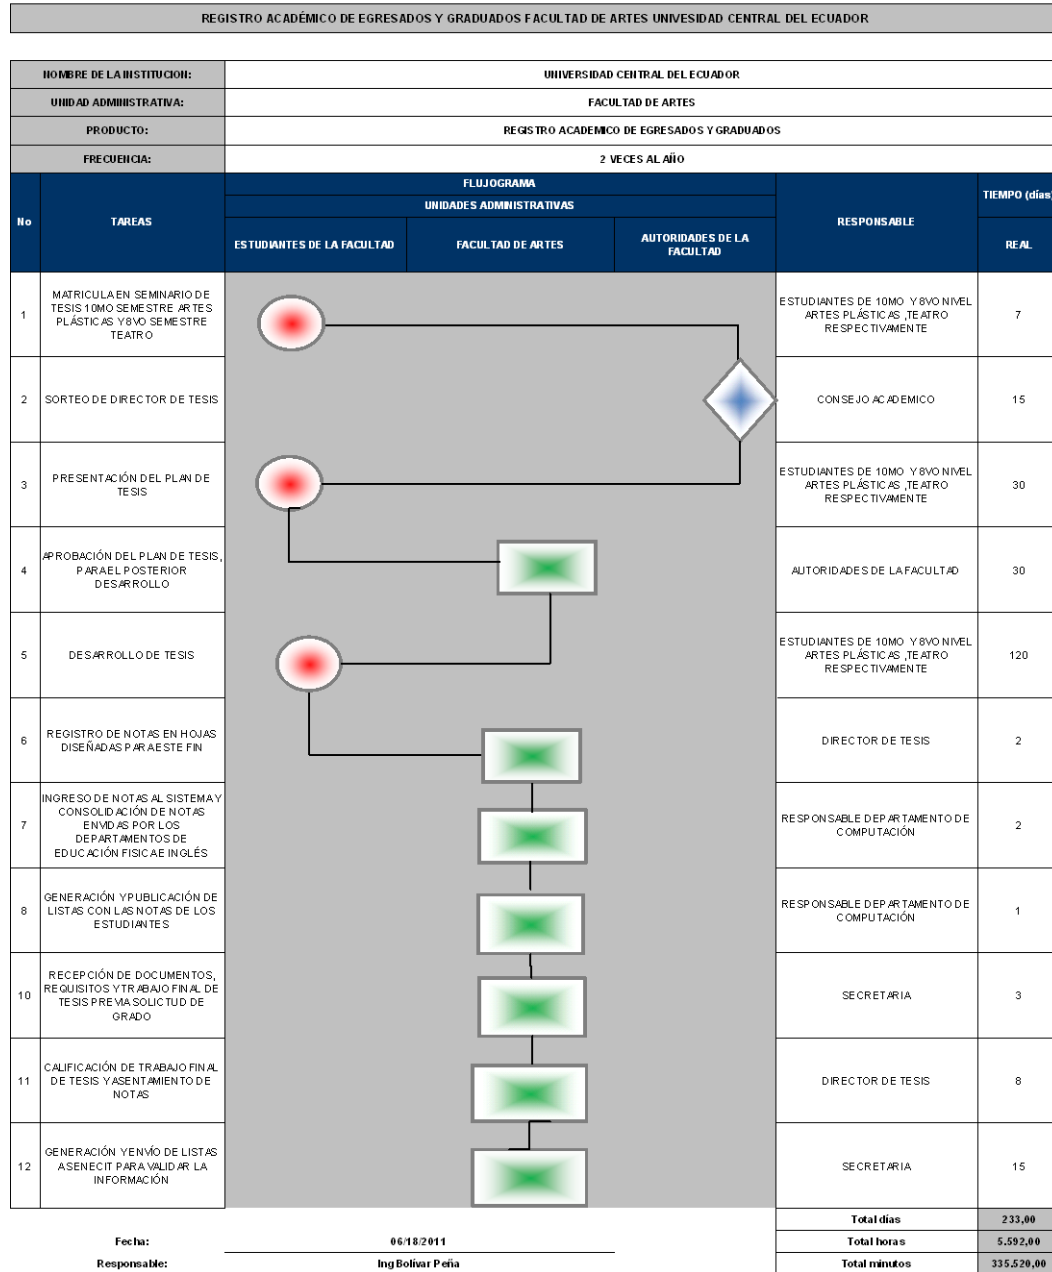 REGISTRO ACADÉMICO DE EGRESADOS Y GRADUADOS FACULTAD DE ARTES UNIVESIDAD CENTRAL DEL ECUADOR
NOMBRE DE LA INSTITUCION: UNIVERSIDAD CENTRAL DEL ECUADOR
UNIDAD ADMINISTRATIVA: FACULTAD DE ARTES
PRODUCTO: REGISTRO ACADEMICO DE EGRESADOS Y GRADUADOS
FRECUENCIA: 2 VECES AL AÑO
No
TAREAS
FLUJOGRAMA
UNIDADES ADMINISTRATIVAS
ESTUDIANTES DE LA FACULTAD
FACULTAD DE ARTES
AUTORIDADES DE LA
FACULTAD
RESPONSABLE
TIEMPO (días)
REAL
1
MATRICULA EN SEMINARIO DE
TESIS 10MO SEMESTRE ARTES
PLÁSTICAS Y 8VO SEMESTRE
TEATRO
ESTUDIANTES DE 10MO Y 8VO NIVEL
ARTES PLÁSTICAS ,TEATRO
RESPECTIVAMENTE
7
2
SORTEO DE DIRECTOR DE TESIS
CONSEJO ACADEMICO
15
3
PRESENTACIÓN DEL PLAN DE
TESIS
ESTUDIANTES DE 10MO Y 8VO NIVEL
ARTES PLÁSTICAS ,TEATRO
RESPECTIVAMENTE
30
4
APROBACIÓN DEL PLAN DE TESIS,
PARA EL POSTERIOR
DESARROLLO
AUTORIDADES DE LA FACULTAD
30
5
DESARROLLO DE TESIS
ESTUDIANTES DE 10MO Y 8VO NIVEL
ARTES PLÁSTICAS ,TEATRO
RESPECTIVAMENTE
120
6
REGISTRO DE NOTAS EN HOJAS
DISEÑADAS PARA ESTE FIN
DIRECTOR DE TESIS
2
7
INGRESO DE NOTAS AL SISTEMA Y
CONSOLIDACIÓN DE NOTAS
ENVIDAS POR LOS
DEPARTAMENTOS DE
EDUCACIÓN FISICA E INGLÉS
RESPONSABLE DEPARTAMENTO DE
COMPUTACIÓN
2
8
GENERACIÓN Y PUBLICACIÓN DE
LISTAS CON LAS NOTAS DE LOS
ESTUDIANTES
RESPONSABLE DEPARTAMENTO DE
COMPUTACIÓN
1
10
RECEPCIÓN DE DOCUMENTOS,
REQUISITOS Y TRABAJO FINAL DE
TESIS PREVIA SOLICTUD DE
GRADO
SECRETARIA
3
11
CALIFICACIÓN DE TRABAJO FINAL
DE TESIS Y ASENTAMIENTO DE
NOTAS
DIRECTOR DE TESIS
8
12
GENERACIÓN Y ENVÍO DE LISTAS
A SENECIT PARA VALIDAR LA
INFORMACIÓN
SECRETARIA
15
Total días 233,00
Fecha: 06/18/2011 Total horas 5.592,00
Responsable: Ing Bolívar Peña Total minutos 335.520,00